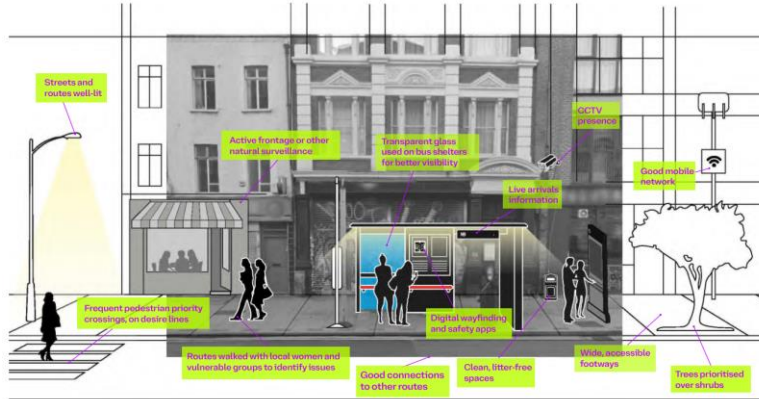 Streets and
routes well-lit
Active frontage or other
natural surveillance
Transparent glass
used on bus shelters
for better visibility
CCTV
presence
Live arrivals
information
Good mobile
network
Frequent pedestrian priority
crossings, on desire lines
Routes walked with local women and
vulnerable groups to identify issues
Good connections
to other routes
Digital wayfinding
and safety apps
Clean, litter-free
spaces
Wide, accessible
footways
Trees prioritised
over shrubs